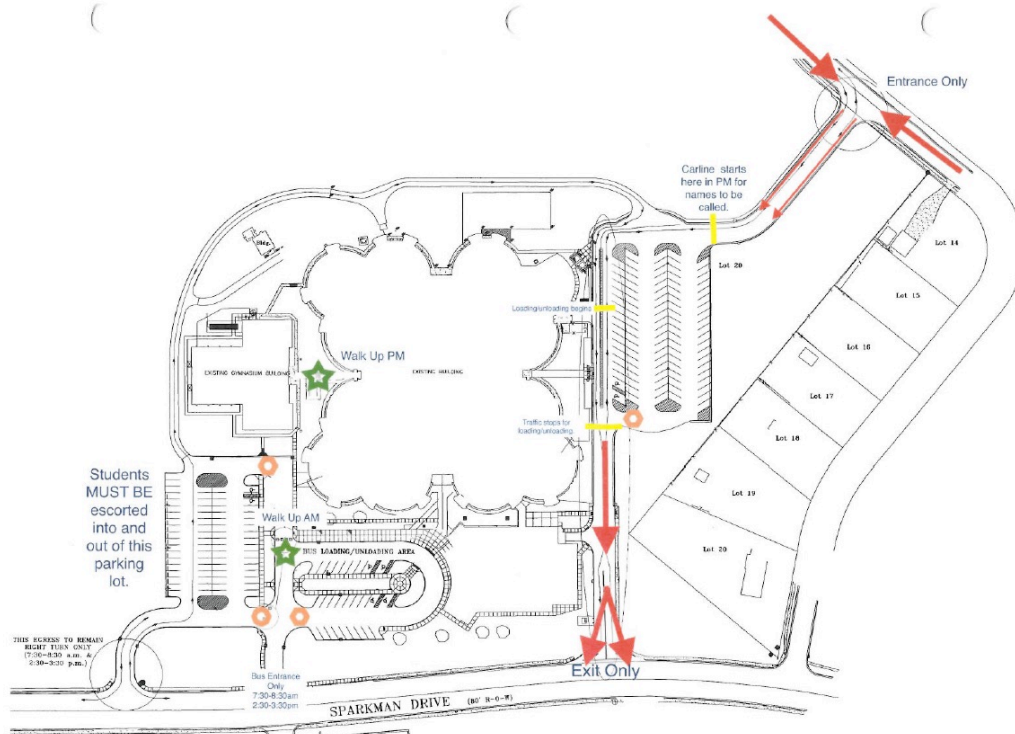 Entrance Only
Carline starts
here in PM for
names to be
called.
Bldg.
Lot 14
Lot 20
Lot 15
Loading/unloading begins
Lot 16
Walk Up PM
EXISTING GYMNASIUM BUILDING
EXISTING BUILDING
Lot 17
Traffic stops for
loading/unloading.
Lot 18
Students
MUST BE
escorted
into and
out of this
parking
lot.
Lot 19
Walk Up AM
BUS LOADING/UNLOADING AREA
Lot 20
THIS EGRESS TO REMAIN
RIGHT TURN ONLY
(7:30-8:30 a.m. &
2:30-3:30 p.m.)
Bus Entrance
Only
7:30-8:30am
2:30-3:30pm
Exit Only
SPARKMAN DRIVE (80' R-O-W)